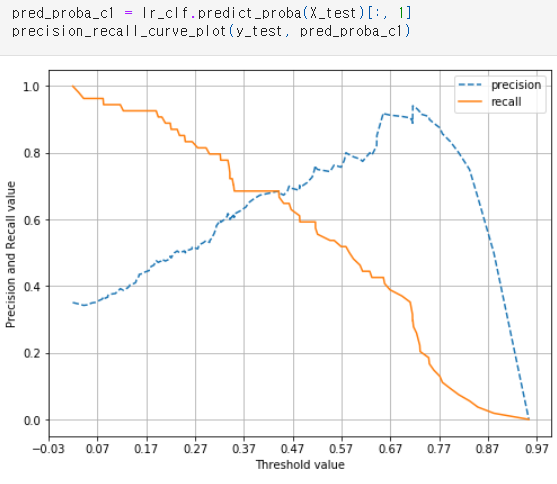 pred_proba_c1 = lr_clf.predict_proba(X_test)[:, 1]
precision_recall_curve_plot(y_test, pred_proba_c1)
precision
recall
1.0
0.8
0.6
0.4
0.2
0.0
Precision and Recall value
−0.03 0.07 0.17 0.27 0.37 0.47 0.57 0.67 0.77 0.87 0.97
Threshold value